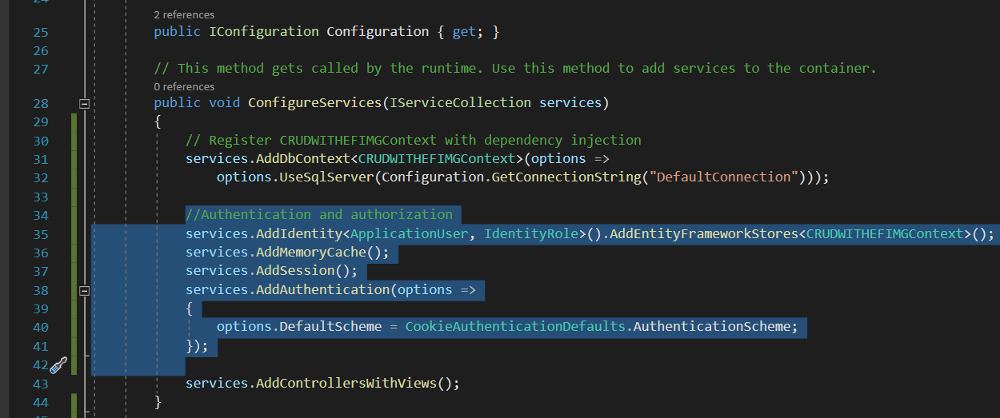 2 references
25 public IConfiguration Configuration { get; }
26
27 // This method gets called by the runtime. Use this method to add services to the container.
0 references
28 public void ConfigureServices(IServiceCollection services)
29 {
30 // Register CRUDWITHEFIMGContext with dependency injection
31 services.AddDbContext<CRUDWITHEFIMGContext>(options =>
32 options.UseSqlServer(Configuration.GetConnectionString("DefaultConnection")));
33
34 //Authentication and authorization
35 services.AddIdentity<ApplicationUser, IdentityRole>().AddEntityFrameworkStores<CRUDWITHEFIMGContext>();
36 services.AddMemoryCache();
37 services.AddSession();
38 services.AddAuthentication(options =>
39 {
40 options.DefaultScheme = CookieAuthenticationDefaults.AuthenticationScheme;
41 });
42
43 services.AddControllersWithViews();
44 }